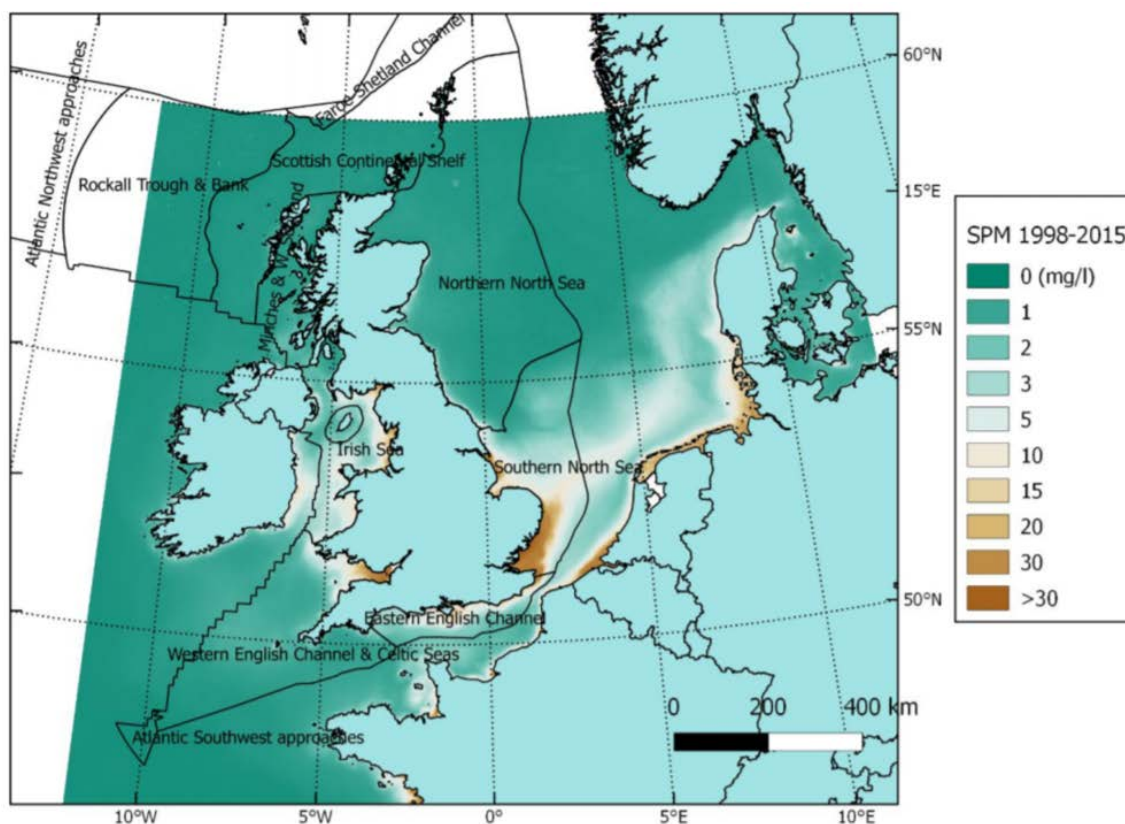 60°N
Faroe-Shetland Channel
Atlantic Northwest approaches
Scottish Continental Shelf
Rockall Trough & Bank
15°E
Northern North Sea
55°N
Irish Sea
Southern North Sea
50°N
Eastern English Channel
Western English Channel & Celtic Seas
Atlantic Southwest approaches
0 200 400 km
10°W 5°W 0° 5°E 10°E
SPM 1998-2015
0 (mg/l)
1
2
3
5
10
15
20
30
>30